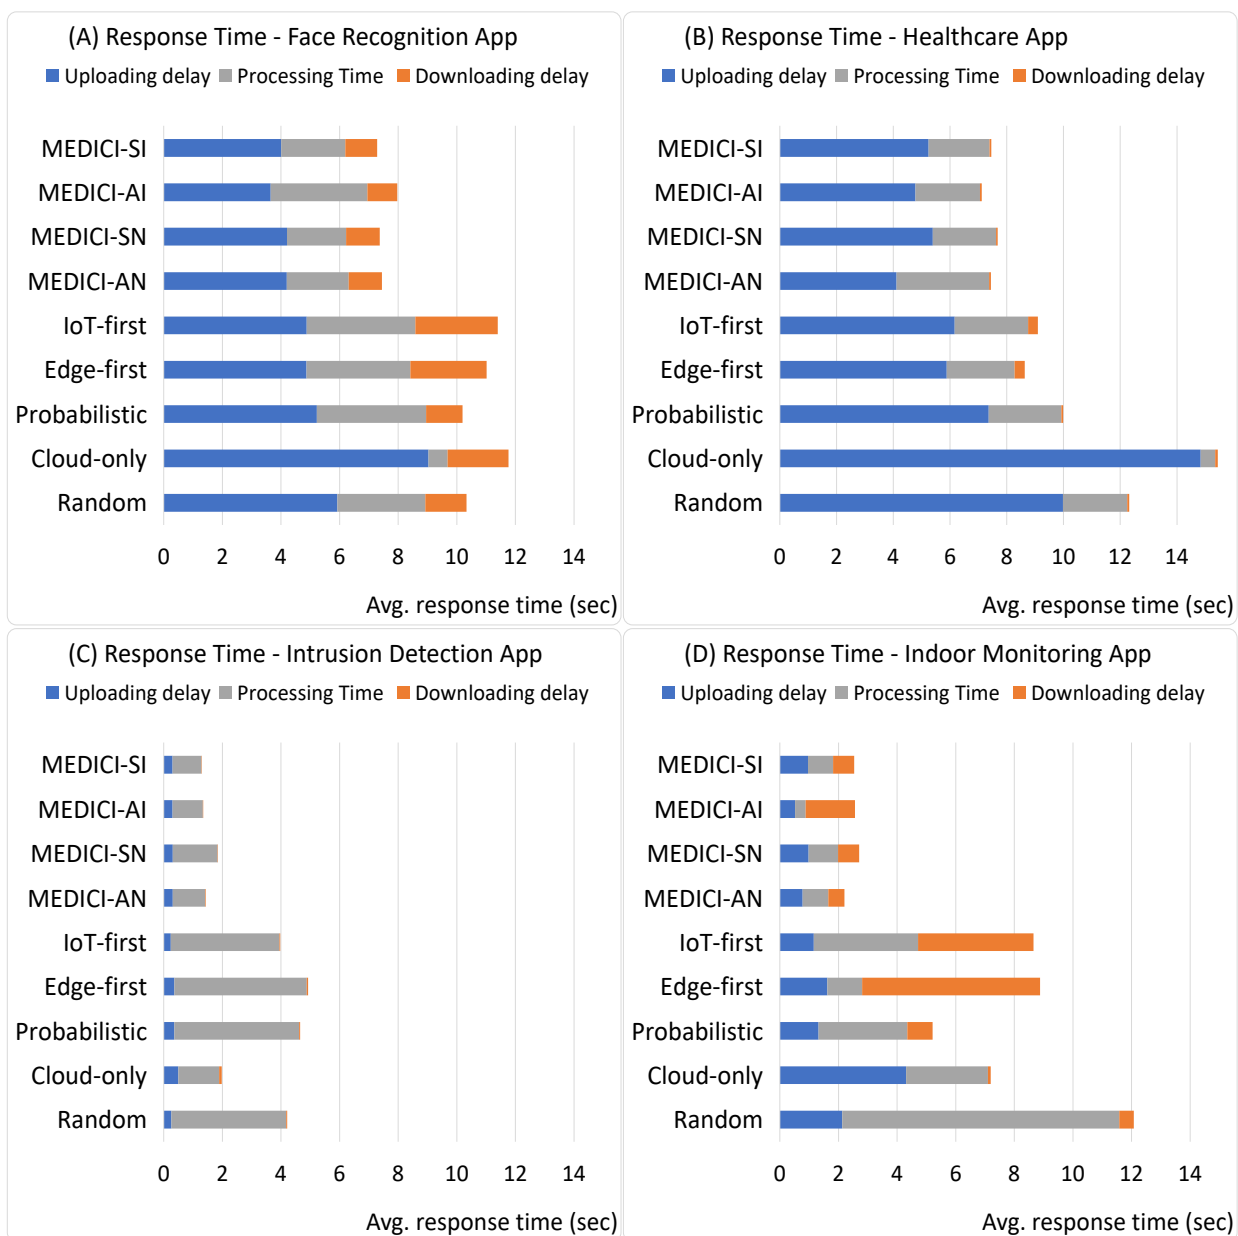 (A) Response Time - Face Recognition App
Uploading delay Processing Time Downloading delay
MEDICI-SI
MEDICI-AI
MEDICI-SN
MEDICI-AN
IoT-first
Edge-first
Probabilistic
Cloud-only
Random
0 2 4 6 8 10 12 14
Avg. response time (sec)
(B) Response Time - Healthcare App
Uploading delay Processing Time Downloading delay
MEDICI-SI
MEDICI-AI
MEDICI-SN
MEDICI-AN
IoT-first
Edge-first
Probabilistic
Cloud-only
Random
0 2 4 6 8 10 12 14
Avg. response time (sec)
(C) Response Time - Intrusion Detection App
Uploading delay Processing Time Downloading delay
MEDICI-SI
MEDICI-AI
MEDICI-SN
MEDICI-AN
IoT-first
Edge-first
Probabilistic
Cloud-only
Random
0 2 4 6 8 10 12 14
Avg. response time (sec)
(D) Response Time - Indoor Monitoring App
Uploading delay Processing Time Downloading delay
MEDICI-SI
MEDICI-AI
MEDICI-SN
MEDICI-AN
IoT-first
Edge-first
Probabilistic
Cloud-only
Random
0 2 4 6 8 10 12 14
Avg. response time (sec)